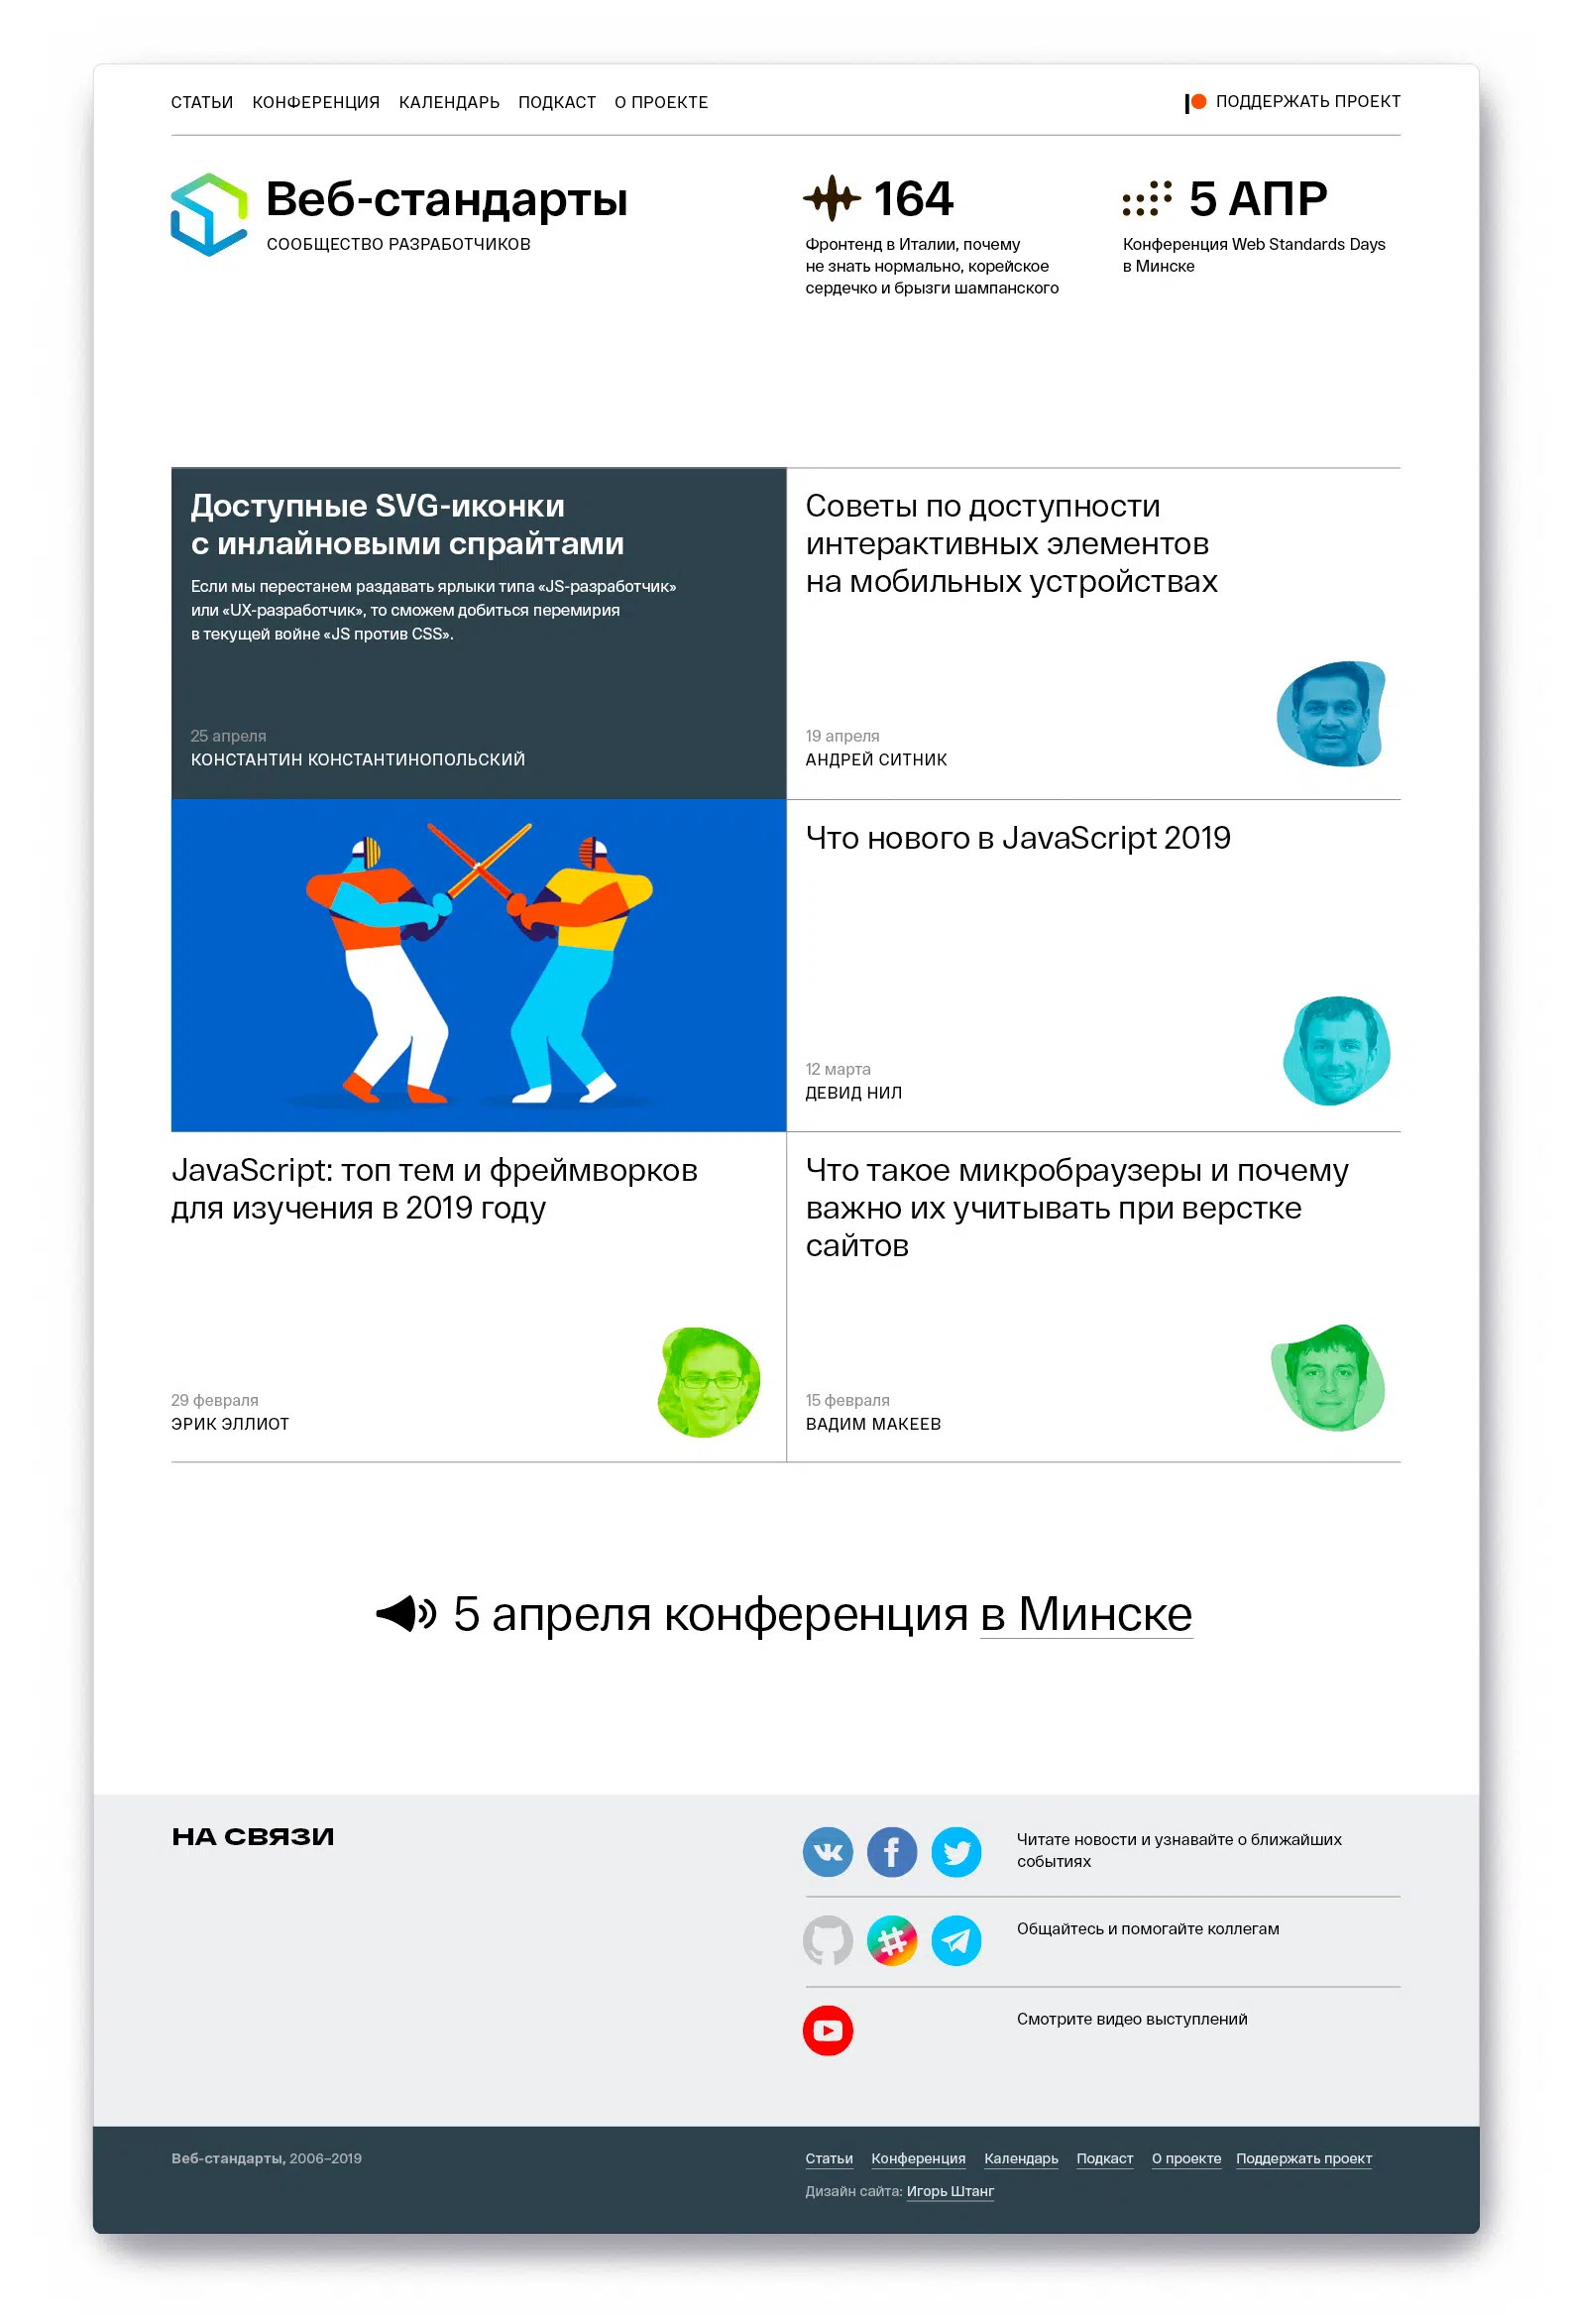 СТАТЬИ КОНФЕРЕНЦИЯ КАЛЕНДАРЬ ПОДКАСТ О ПРОЕКТЕ
ПОДДЕРЖАТЬ ПРОЕКТ
Веб-стандарты
СООБЩЕСТВО РАЗРАБОТЧИКОВ
164
Фронтенд в Италии, почему
не знать нормально, корейское
сердечко и брызги шампанского
5 АПР
Конференция Web Standards Days
в Минске
Доступные SVG-иконки
с инлайновыми спрайтами
Если мы перестанем раздавать ярлыки типа «JS-разработчик»
или «UX-разработчик», то сможем добиться перемирия
в текущей войне «JS против CSS».
25 апреля
КОНСТАНТИН КОНСТАНТИНОПОЛЬСКИЙ
Советы по доступности
интерактивных элементов
на мобильных устройствах
19 апреля
АНДРЕЙ СИТНИК
Что нового в JavaScript 2019
12 марта
ДЕВИД НИЛ
JavaScript: топ тем и фреймворков
для изучения в 2019 году
29 февраля
ЭРИК ЭЛЛИОТ
Что такое микробраузеры и почему
важно их учитывать при верстке
сайтов
15 февраля
ВАДИМ МАКЕЕВ
5 апреля конференция в Минске
НА СВЯЗИ
Читате новости и узнавайте о ближайших
событиях
Общайтесь и помогайте коллегам
Смотрите видео выступлений
Веб-стандарты, 2006–2019
Статьи Конференция Календарь Подкаст О проекте Поддержать проект
Дизайн сайта: Игорь Штанг